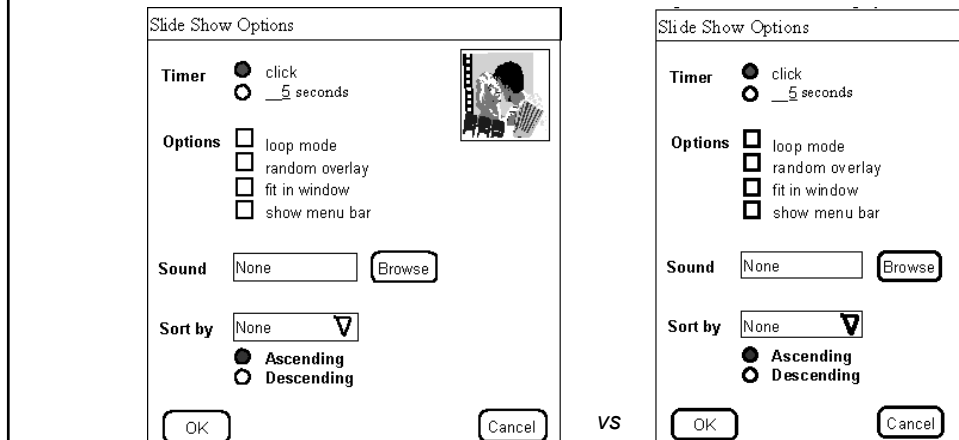 Slide Show Options
Timer click
__5 seconds
Options loop mode
random overlay
fit in window
show menu bar
Sound None Browse
Sort by None
Ascending
Descending
OK Cancel
vs
Slide Show Options
Timer click
__5 seconds
Options loop mode
random overlay
fit in window
show menu bar
Sound None Browse
Sort by None
Ascending
Descending
OK Cancel